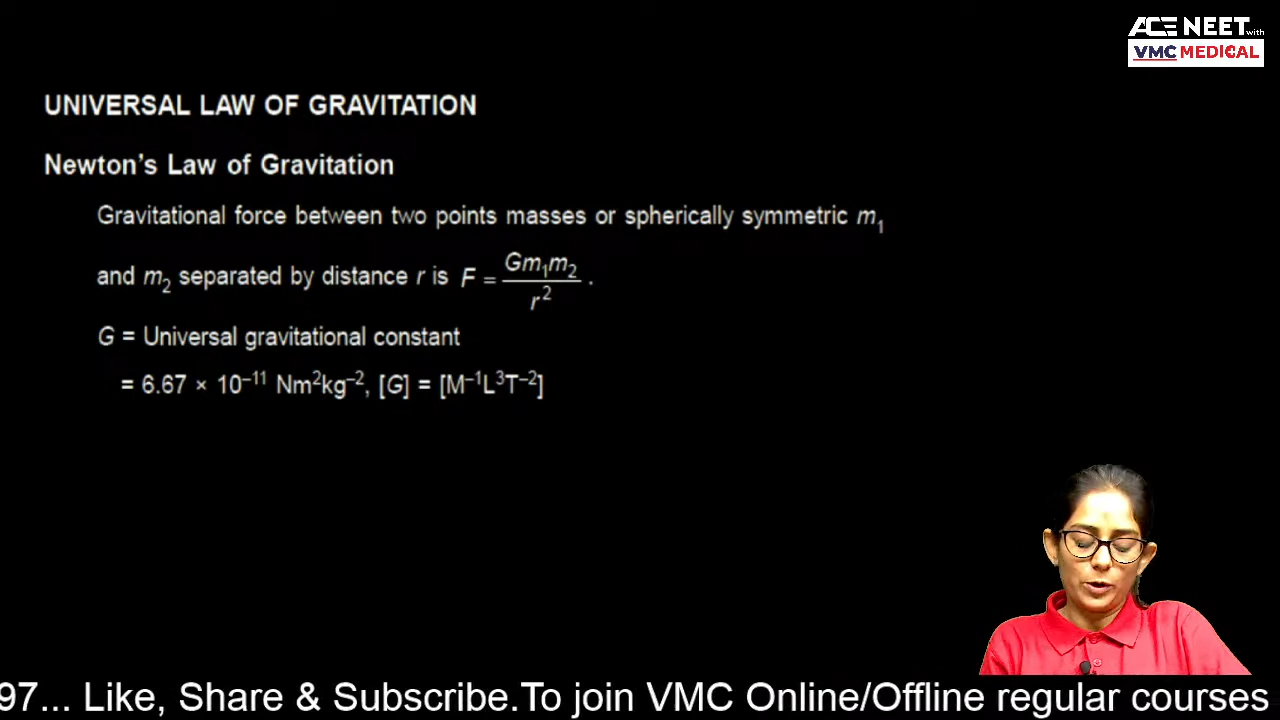 ACE NEET with
VMC MEDICAL
UNIVERSAL LAW OF GRAVITATION
Newton's Law of Gravitation
Gravitational force between two points masses or spherically symmetric m₁
and m₂ separated by distance r is F = Gm₁m₂/r² .
G = Universal gravitational constant
= 6.67 × 10⁻¹¹ Nm²kg⁻², [G] = [M⁻¹L³T⁻²]
97... Like, Share & Subscribe.To join VMC Online/Offline regular courses